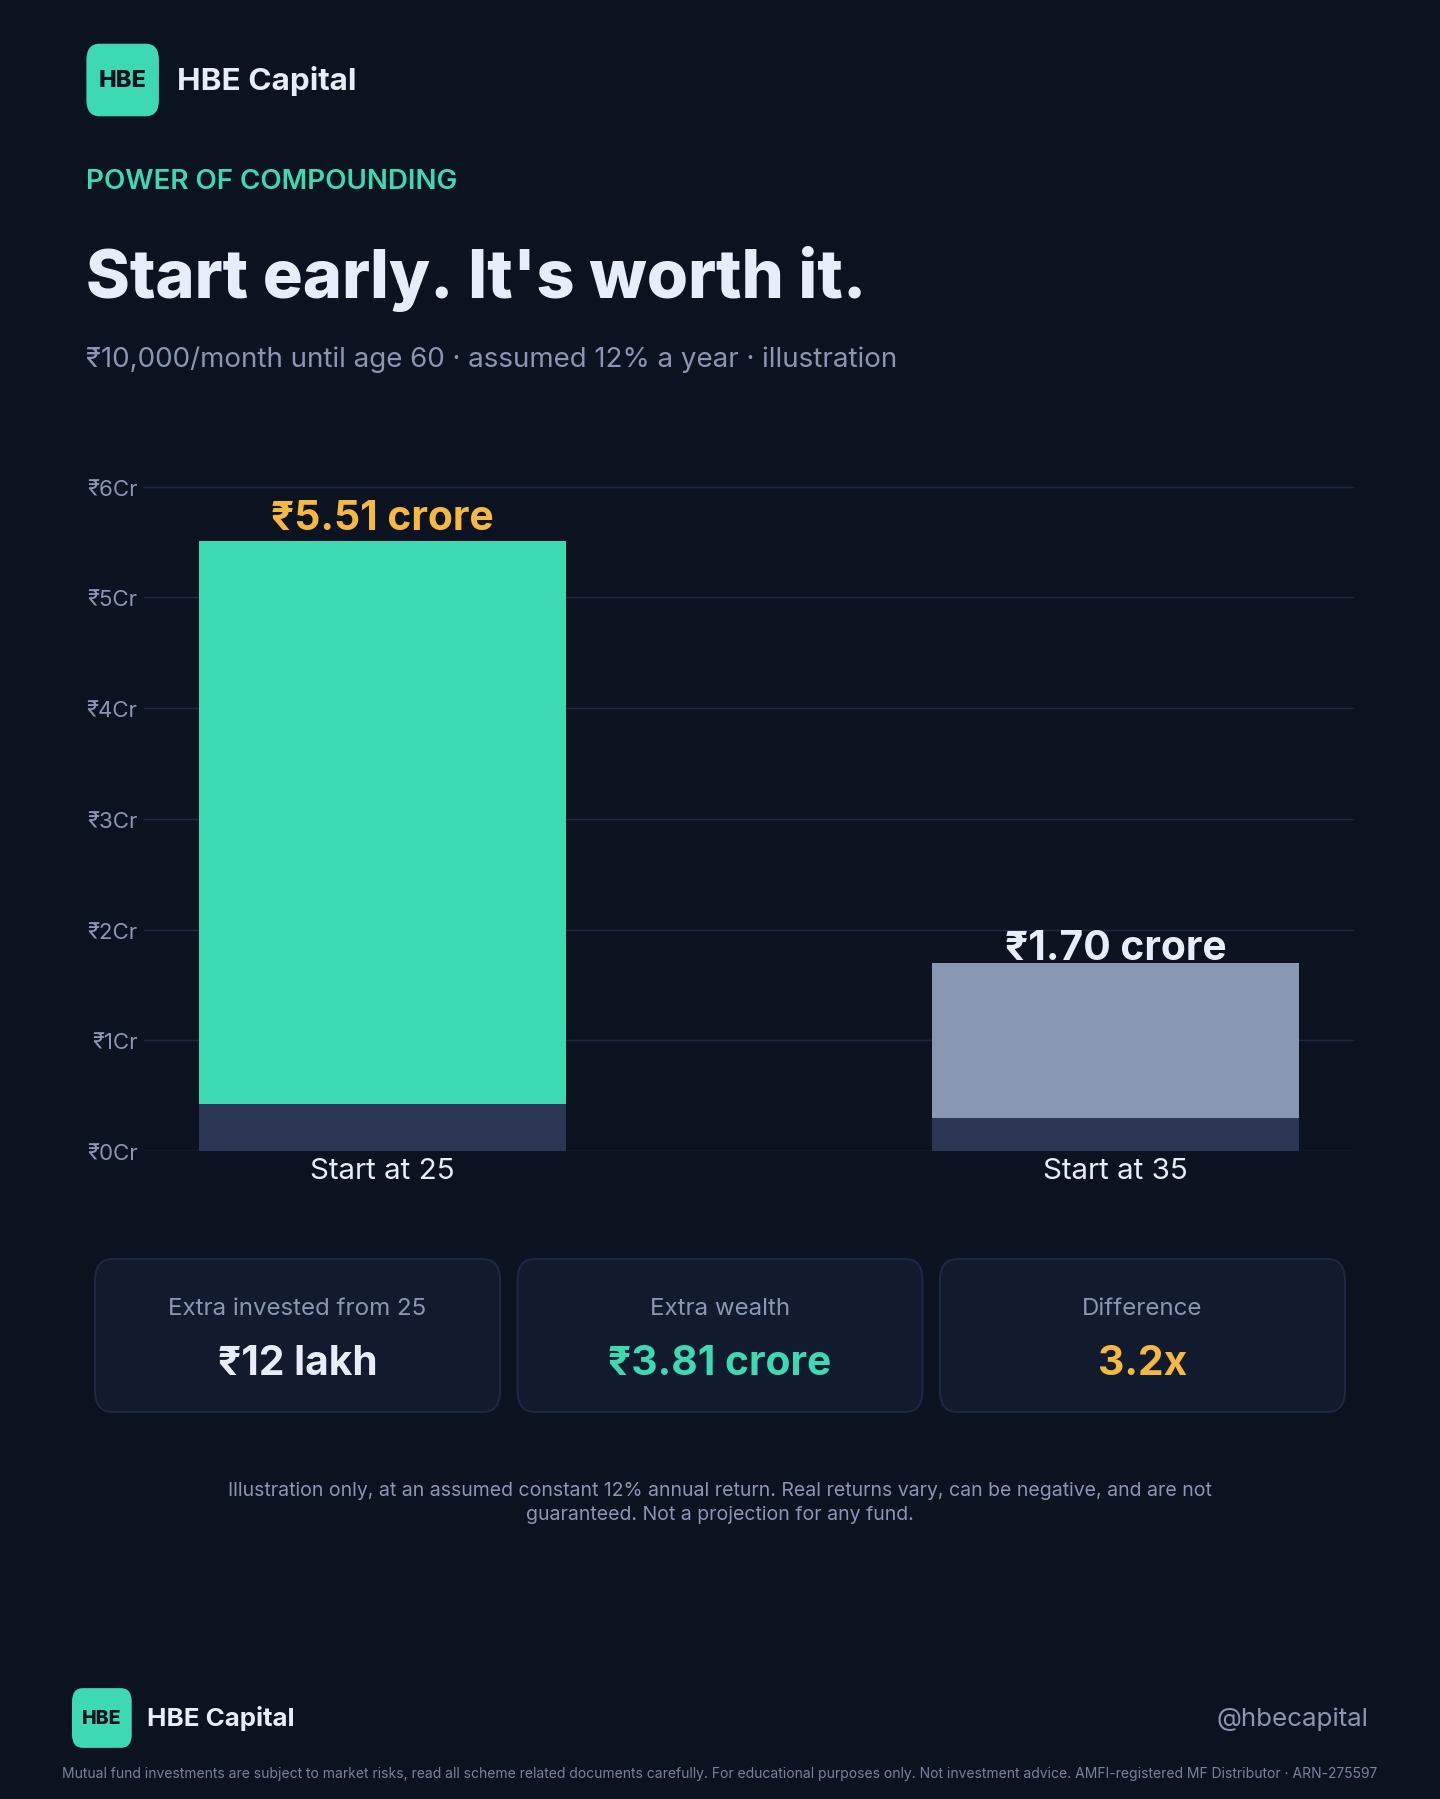 HBE
HBE Capital
POWER OF COMPOUNDING
Start early. It's worth it.
₹10,000/month until age 60 · assumed 12% a year · illustration
₹6Cr
₹5.51 crore
₹5Cr
₹4Cr
₹3Cr
₹2Cr
₹1.70 crore
₹1Cr
₹0Cr
Start at 25
Start at 35
Extra invested from 25
₹12 lakh
Extra wealth
₹3.81 crore
Difference
3.2x
Illustration only, at an assumed constant 12% annual return. Real returns vary, can be negative, and are not
guaranteed. Not a projection for any fund.
HBE
HBE Capital
@hbecapital
Mutual fund investments are subject to market risks, read all scheme related documents carefully. For educational purposes only. Not investment advice. AMFI-registered MF Distributor · ARN-275597